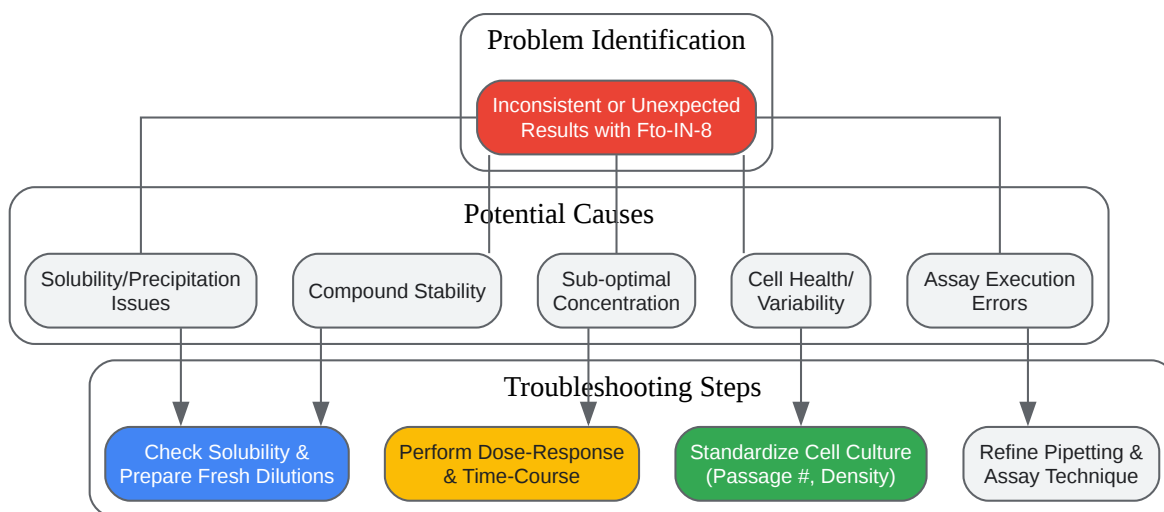 Problem Identification
Inconsistent or Unexpected
Results with Fto-IN-8
Potential Causes
Solubility/Precipitation
Issues
Compound Stability
Sub-optimal
Concentration
Cell Health/
Variability
Assay Execution
Errors
Troubleshooting Steps
Check Solubility &
Prepare Fresh Dilutions
Perform Dose-Response
& Time-Course
Standardize Cell Culture
(Passage #, Density)
Refine Pipetting &
Assay Technique